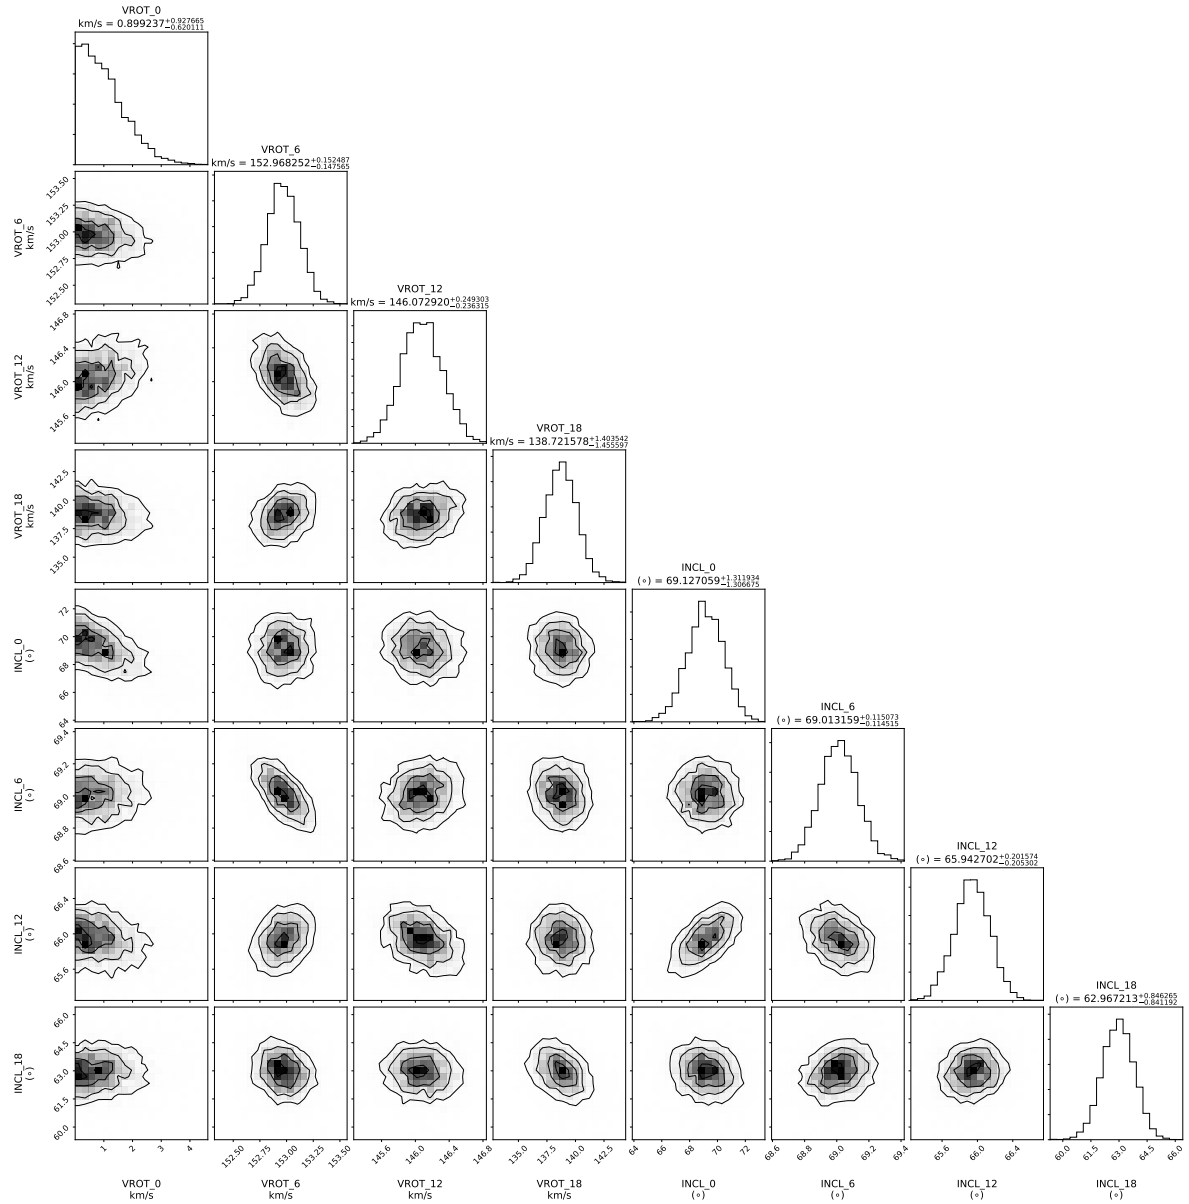 VROT_0
km/s = 0.899237+0.927665 −0.620111
VROT_6
km/s = 152.968252+0.152487 −0.147565
153.50
153.25
153.00
152.75
152.50
VROT_6
km/s
VROT_12
km/s = 146.072920+0.249303 −0.236315
146.8
146.4
146.0
145.6
VROT_12
km/s
VROT_18
km/s = 138.721578+1.403542 −1.455597
142.5
140.0
137.5
135.0
VROT_18
km/s
INCL_0
(∘) = 69.127059+1.311934 −1.306675
72
70
68
66
64
INCL_0
(∘)
INCL_6
(∘) = 69.013159+0.115073 −0.114515
69.4
69.2
69.0
68.8
68.6
INCL_6
(∘)
INCL_12
(∘) = 65.942702+0.201574 −0.205302
66.4
66.0
65.6
INCL_12
(∘)
INCL_18
(∘) = 62.967213+0.846265 −0.841192
66.0
64.5
63.0
61.5
60.0
INCL_18
(∘)
1 2 3 4
152.50 152.75 153.00 153.25 153.50
145.6 146.0 146.4 146.8
135.0 137.5 140.0 142.5
64 66 68 70 72
68.6 68.8 69.0 69.2 69.4
65.6 66.0 66.4
60.0 61.5 63.0 64.5 66.0
VROT_0
km/s
VROT_6
km/s
VROT_12
km/s
VROT_18
km/s
INCL_0
(∘)
INCL_6
(∘)
INCL_12
(∘)
INCL_18
(∘)